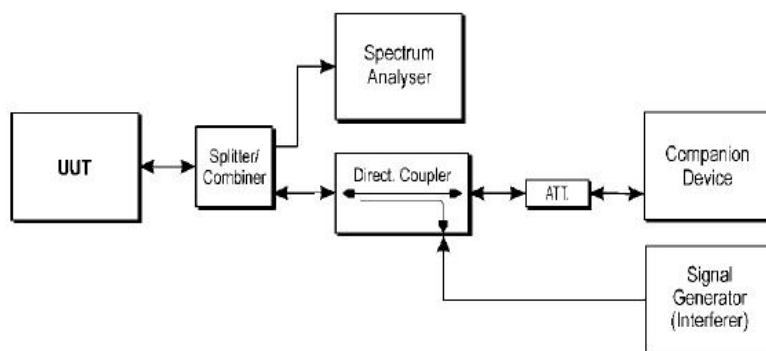 Spectrum
Analyser
UUT
Splitter/
Combiner
Direct. Coupler
ATT.
Companion
Device
Signal
Generator
(Interferer)